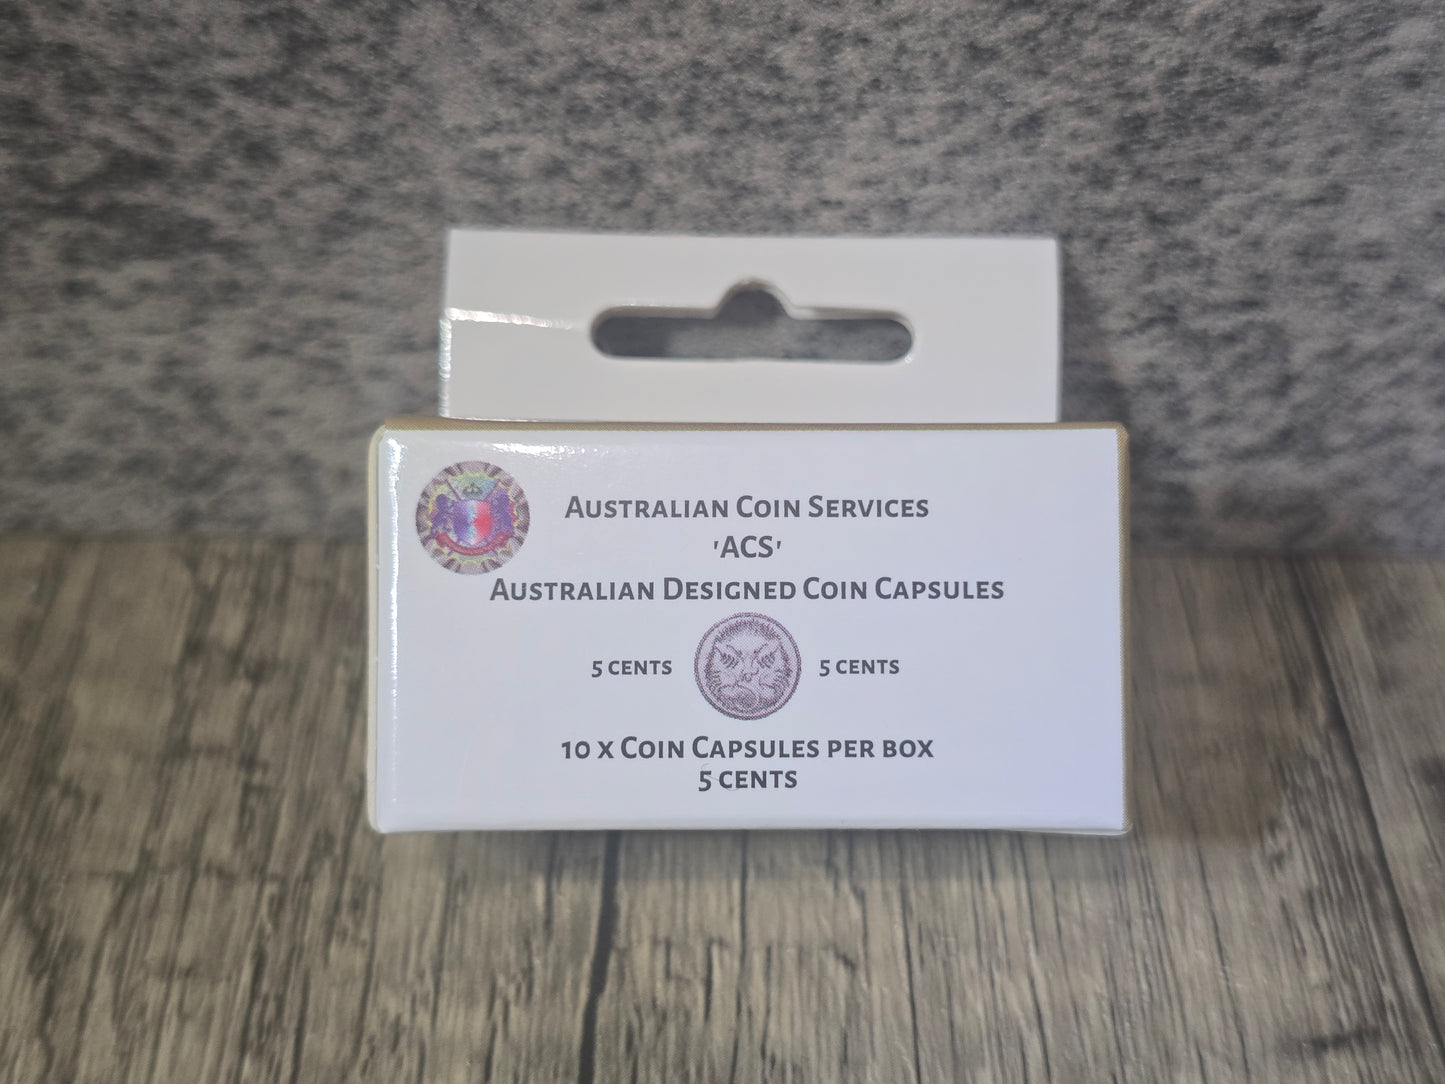 Australian Coin Services
'ACS'
Australian Designed Coin Capsules
5 cents 5 cents
10 x Coin Capsules per box
5 cents